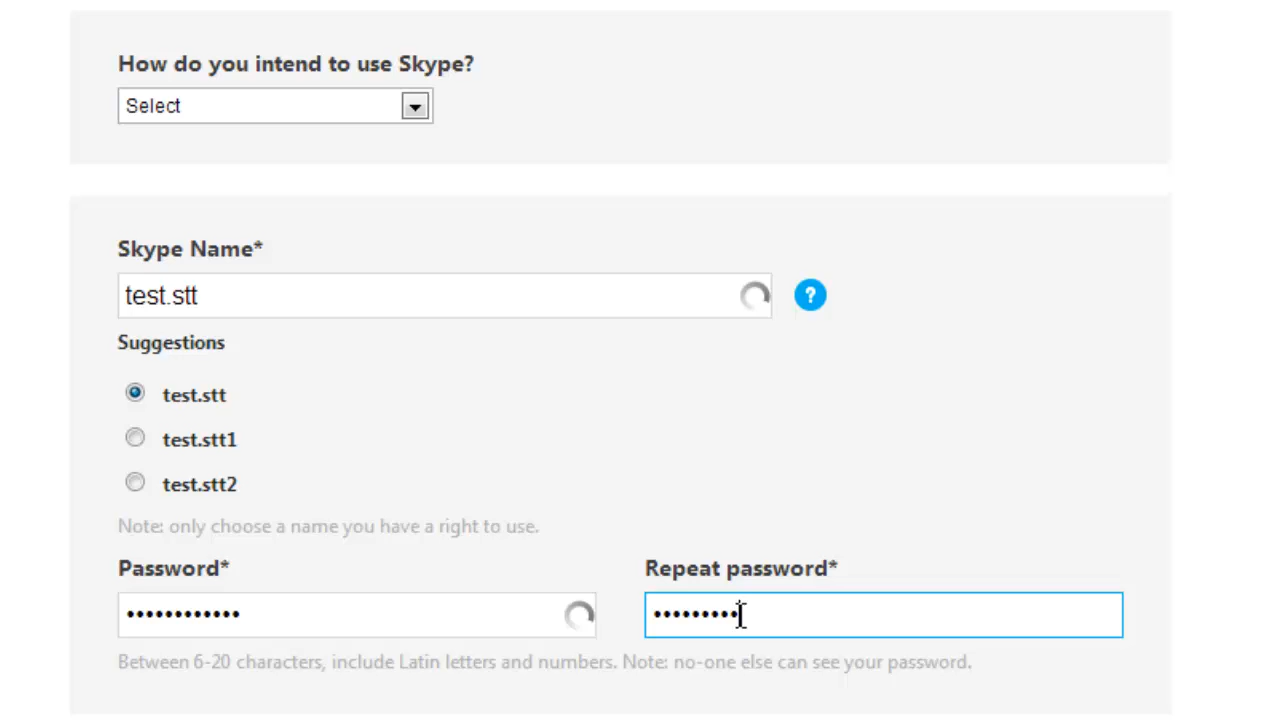 How do you intend to use Skype?
Select
Skype Name*
test.stt
?
Suggestions
test.stt
test.stt1
test.stt2
Note: only choose a name you have a right to use.
Password* Repeat password*
•••••••••••• •••••••••
Between 6-20 characters, include Latin letters and numbers. Note: no-one else can see your password.